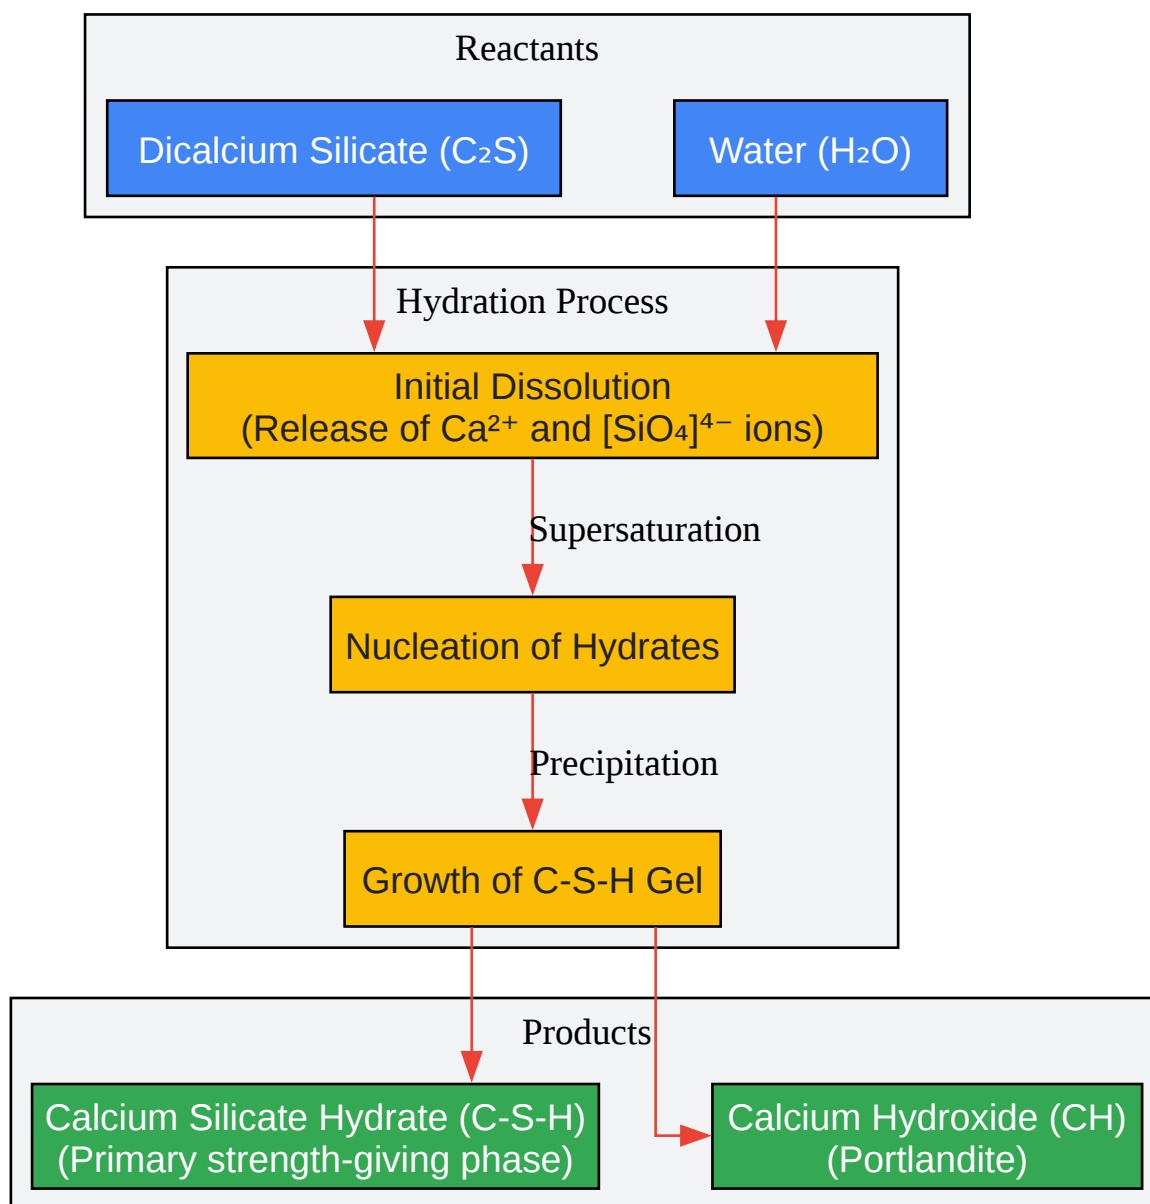 Reactants
Dicalcium Silicate (C₂S)
Water (H₂O)
Hydration Process
Initial Dissolution
(Release of Ca²⁺ and [SiO₄]⁴⁻ ions)
Supersaturation
Nucleation of Hydrates
Precipitation
Growth of C-S-H Gel
Products
Calcium Silicate Hydrate (C-S-H)
(Primary strength-giving phase)
Calcium Hydroxide (CH)
(Portlandite)